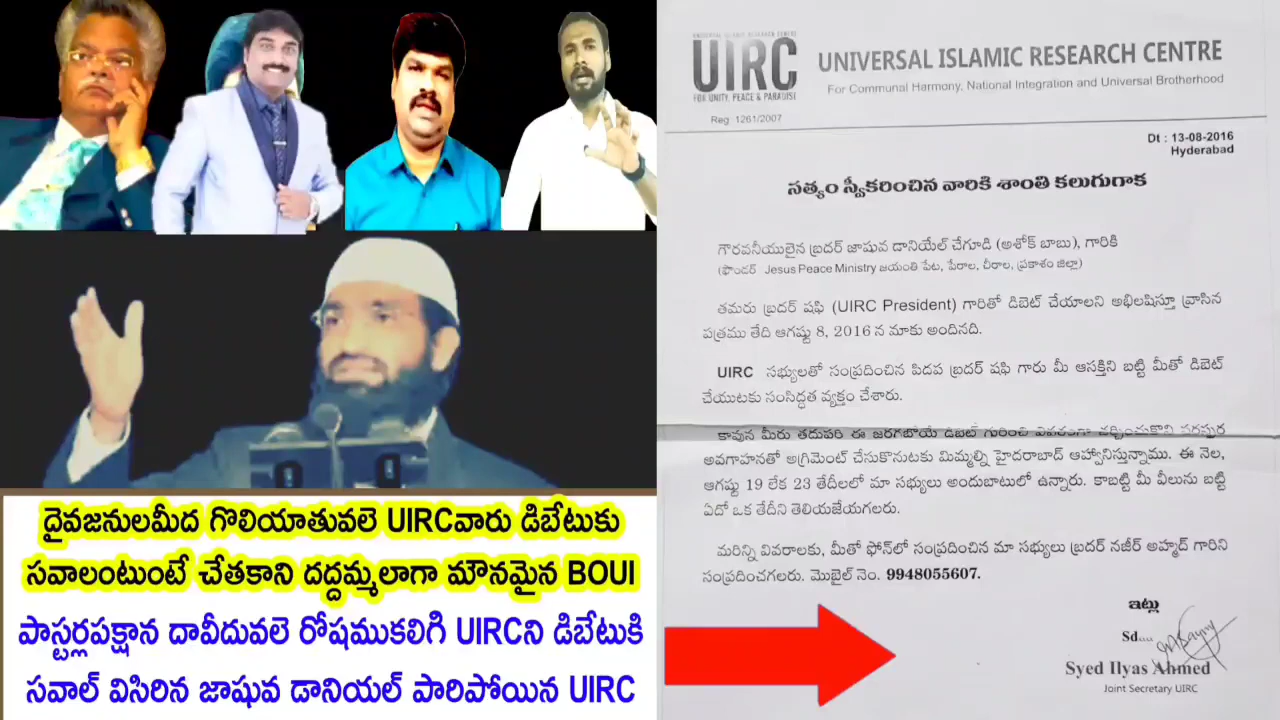 దైవజనులమీద గొలియాతువలె UIRCవారు డిబేటుకు
సవాలంటుంటే చేతకాని దద్దమ్మలాగా మౌనమైన BOUI
పాస్టర్లపక్షాన దావీదువలె రోషముకలిగి UIRCని డిబేటుకి
సవాల్ విసిరిన జాషువ డానియల్ పారిపోయిన UIRC
UNIVERSAL ISLAMIC RESEARCH CENTRE
UIRC
FOR UNITY, PEACE & PARADISE
Reg: 1261/2007
UNIVERSAL ISLAMIC RESEARCH CENTRE
For Communal Harmony, National Integration and Universal Brotherhood
Dt : 13-08-2016
Hyderabad
సత్యం స్వీకరించిన వారికి శాంతి కలుగుగాక
గౌరవనీయులైన బ్రదర్ జాషువ డానియేల్ చేగూడి (అశోక్ బాబు), గారికి
(ఫౌండర్ Jesus Peace Ministry జయంతి పేట, పేరాల, చీరాల, ప్రకాశం జిల్లా)
తమరు బ్రదర్ షఫి (UIRC President) గారితో డిబెట్ చేయాలని అభిలషిస్తూ వ్రాసిన
పత్రము తేది ఆగష్టు 8, 2016 న మాకు అందినది.
UIRC సభ్యులతో సంప్రదించిన పిదప బ్రదర్ షఫి గారు మీ ఆసక్తిని బట్టి మీతో డిబెట్
చేయుటకు సంసిద్ధత వ్యక్తం చేశారు.
కావున మీరు తదుపరి ఈ జరగబోయే డిబేట్ గురించి
అవగాహనతో అగ్రిమెంట్ చేసుకొనుటకు మిమ్మల్ని హైదరాబాద్ ఆహ్వానిస్తున్నాము. ఈ నెల,
ఆగష్టు 19 లేక 23 తేదీలలో మా సభ్యులు అందుబాటులో ఉన్నారు. కాబట్టి మీ వీలును బట్టి
ఏదో ఒక తేదీని తెలియజేయగలరు.
మరిన్ని వివరాలకు, మీతో ఫోన్‌లో సంప్రదించిన మా సభ్యులు బ్రదర్ నజీర్ అహ్మద్ గారిని
సంప్రదించగలరు. మొబైల్ నెం. 9948055607.
ఇట్లు
Sd.....
Syed Ilyas Ahmed
Joint Secretary UIRC